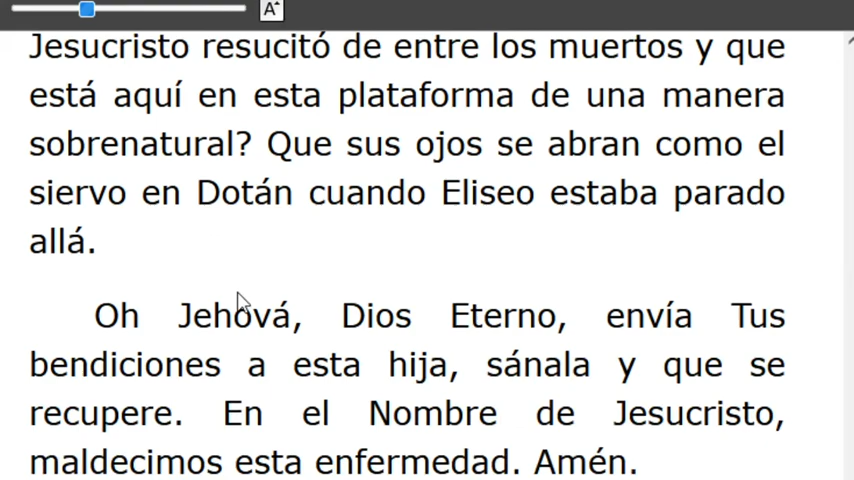 A
Jesucristo resucitó de entre los muertos y que
está aquí en esta plataforma de una manera
sobrenatural? Que sus ojos se abran como el
siervo en Dotán cuando Eliseo estaba parado
allá.
Oh Jehová, Dios Eterno, envía Tus
bendiciones a esta hija, sánala y que se
recupere. En el Nombre de Jesucristo,
maldecimos esta enfermedad. Amén.